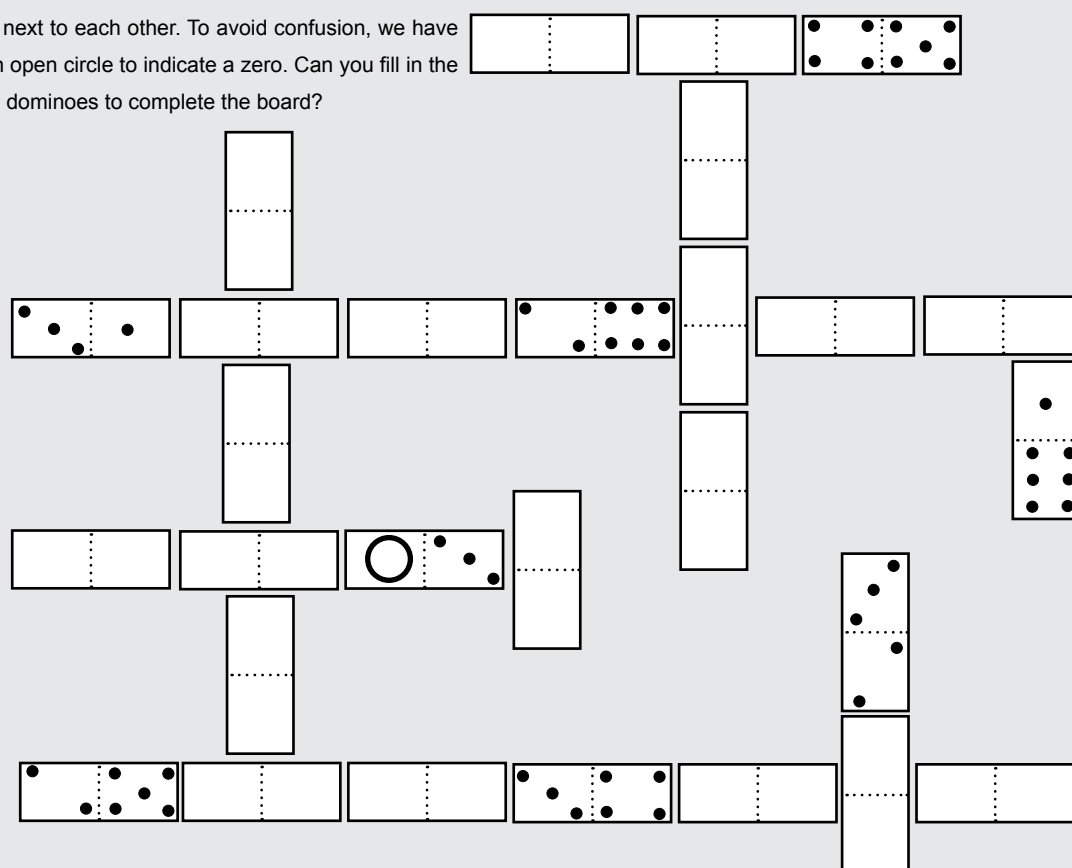 next to each other. To avoid confusion, we have
open circle to indicate a zero. Can you fill in the
dominoes to complete the board?